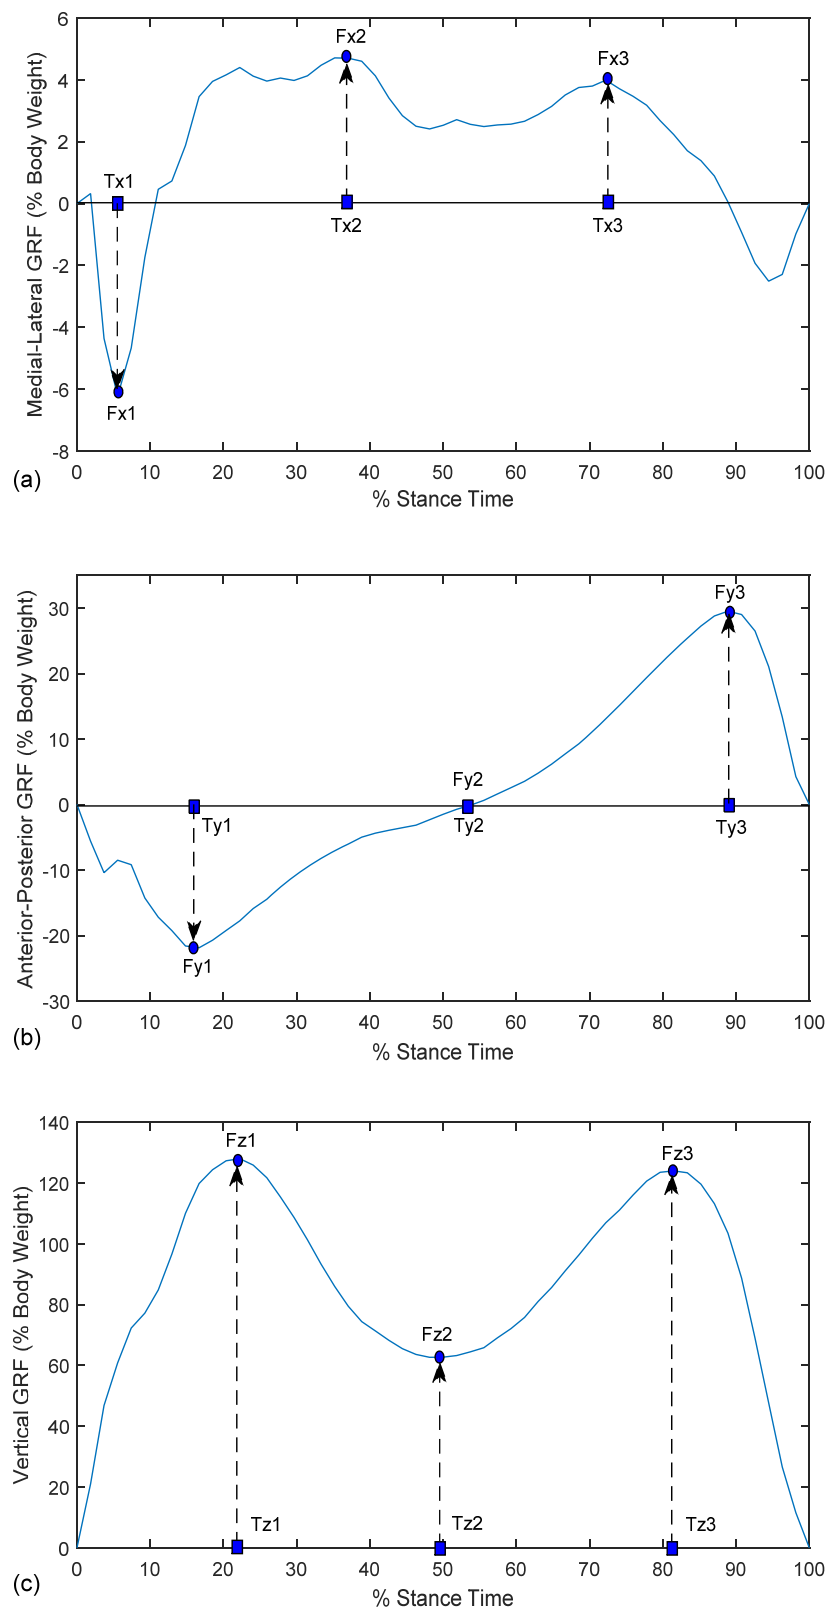 6
Fx2
Fx3
4
2
Tx1
0
Tx2
Tx3
-2
-4
-6
Fx1
-8
Medial-Lateral GRF (% Body Weight)
0 10 20 30 40 50 60 70 80 90 100
(a)
% Stance Time
Fy3
30
20
10
Fy2
0
Ty1
Ty2
Ty3
-10
-20
Fy1
-30
Anterior-Posterior GRF (% Body Weight)
0 10 20 30 40 50 60 70 80 90 100
(b)
% Stance Time
140
Fz1
Fz3
120
100
80
Fz2
60
40
20
Tz1
Tz2
Tz3
0
Vertical GRF (% Body Weight)
0 10 20 30 40 50 60 70 80 90 100
(c)
% Stance Time